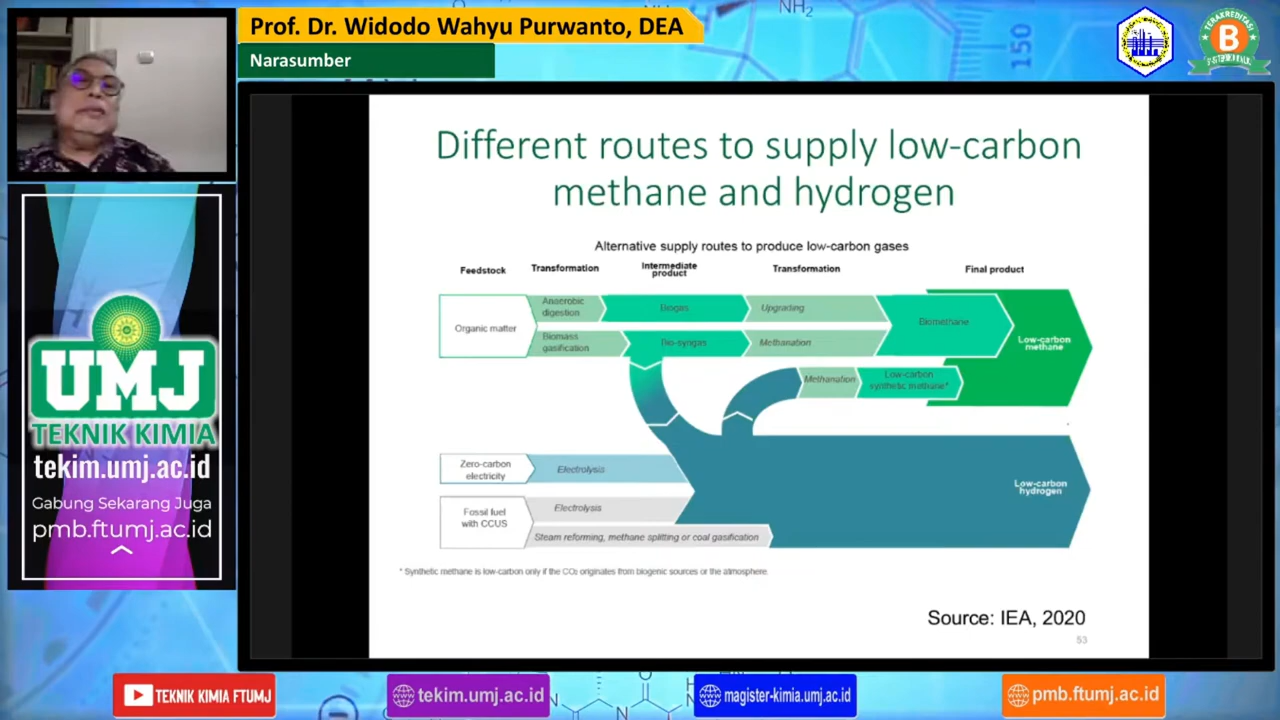 Prof. Dr. Widodo Wahyu Purwanto, DEA
Narasumber
NH2
150
TERAKREDITASI
B
Different routes to supply low-carbon
methane and hydrogen
Alternative supply routes to produce low-carbon gases
Feedstock
Transformation
Intermediate
product
Transformation
Final product
Organic matter
Anaerobic
digestion
Biogas
Upgrading
Biomethane
Biomass
gasification
Bio-syngas
Methanation
Low-carbon
methane
Methanation
Low-carbon
synthetic methane*
Zero-carbon
electricity
Electrolysis
Low-carbon
hydrogen
Fossil fuel
with CCUS
Electrolysis
Steam reforming, methane splitting or coal gasification
* Synthetic methane is low-carbon only if the CO₂ originates from biogenic sources or the atmosphere.
Source: IEA, 2020
53
UMJ
TEKNIK KIMIA
tekim.umj.ac.id
Gabung Sekarang Juga
pmb.ftumj.ac.id
TEKNIK KIMIA FTUMJ
tekim.umj.ac.id
magister-kimia.umj.ac.id
pmb.ftumj.ac.id